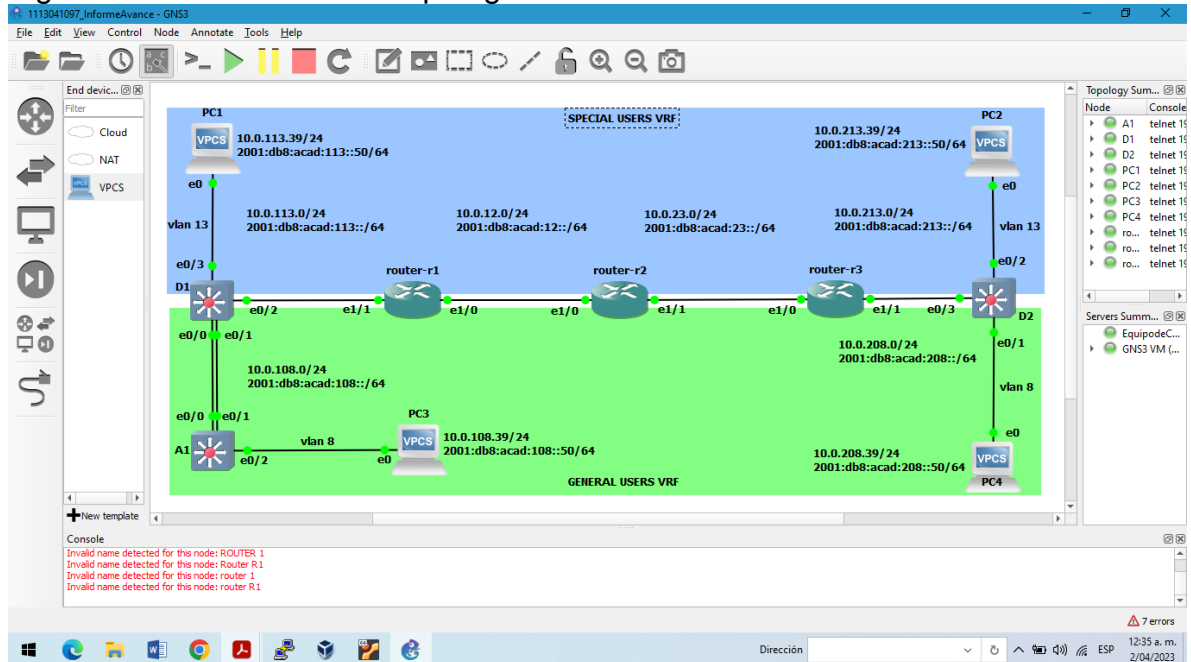 1113041097_InformeAvance - GNS3
File Edit View Control Node Annotate Tools Help
End devic...
Filter
Cloud
NAT
VPCS
New template
SPECIAL USERS VRF
PC1
VPCS
10.0.113.39/24
2001:db8:acad:113::50/64
e0
vlan 13
e0/3
PC2
VPCS
10.0.213.39/24
2001:db8:acad:213::50/64
e0
vlan 13
e0/2
10.0.113.0/24
2001:db8:acad:113::/64
10.0.12.0/24
2001:db8:acad:12::/64
10.0.23.0/24
2001:db8:acad:23::/64
10.0.213.0/24
2001:db8:acad:213::/64
router-r1
router-r2
router-r3
D1
e0/2
e1/1
e1/0
e1/0
e1/1
e1/0
e1/1
e0/3
D2
e0/0
e0/1
10.0.108.0/24
2001:db8:acad:108::/64
10.0.208.0/24
2001:db8:acad:208::/64
e0/1
vlan 8
e0/0
e0/1
A1
e0/2
vlan 8
e0
PC3
VPCS
10.0.108.39/24
2001:db8:acad:108::50/64
e0
10.0.208.39/24
2001:db8:acad:208::50/64
VPCS
PC4
GENERAL USERS VRF
Topology Sum...
Node Console
A1 telnet 19
D1 telnet 19
D2 telnet 19
PC1 telnet 19
PC2 telnet 19
PC3 telnet 19
PC4 telnet 19
ro... telnet 19
ro... telnet 19
ro... telnet 19
Servers Summ...
EquipodeC...
GNS3 VM (...
Console
Invalid name detected for this node: ROUTER 1
Invalid name detected for this node: Router R1
Invalid name detected for this node: router 1
Invalid name detected for this node: router R1
7 errors
Dirección
ESP
12:35 a. m.
2/04/2023